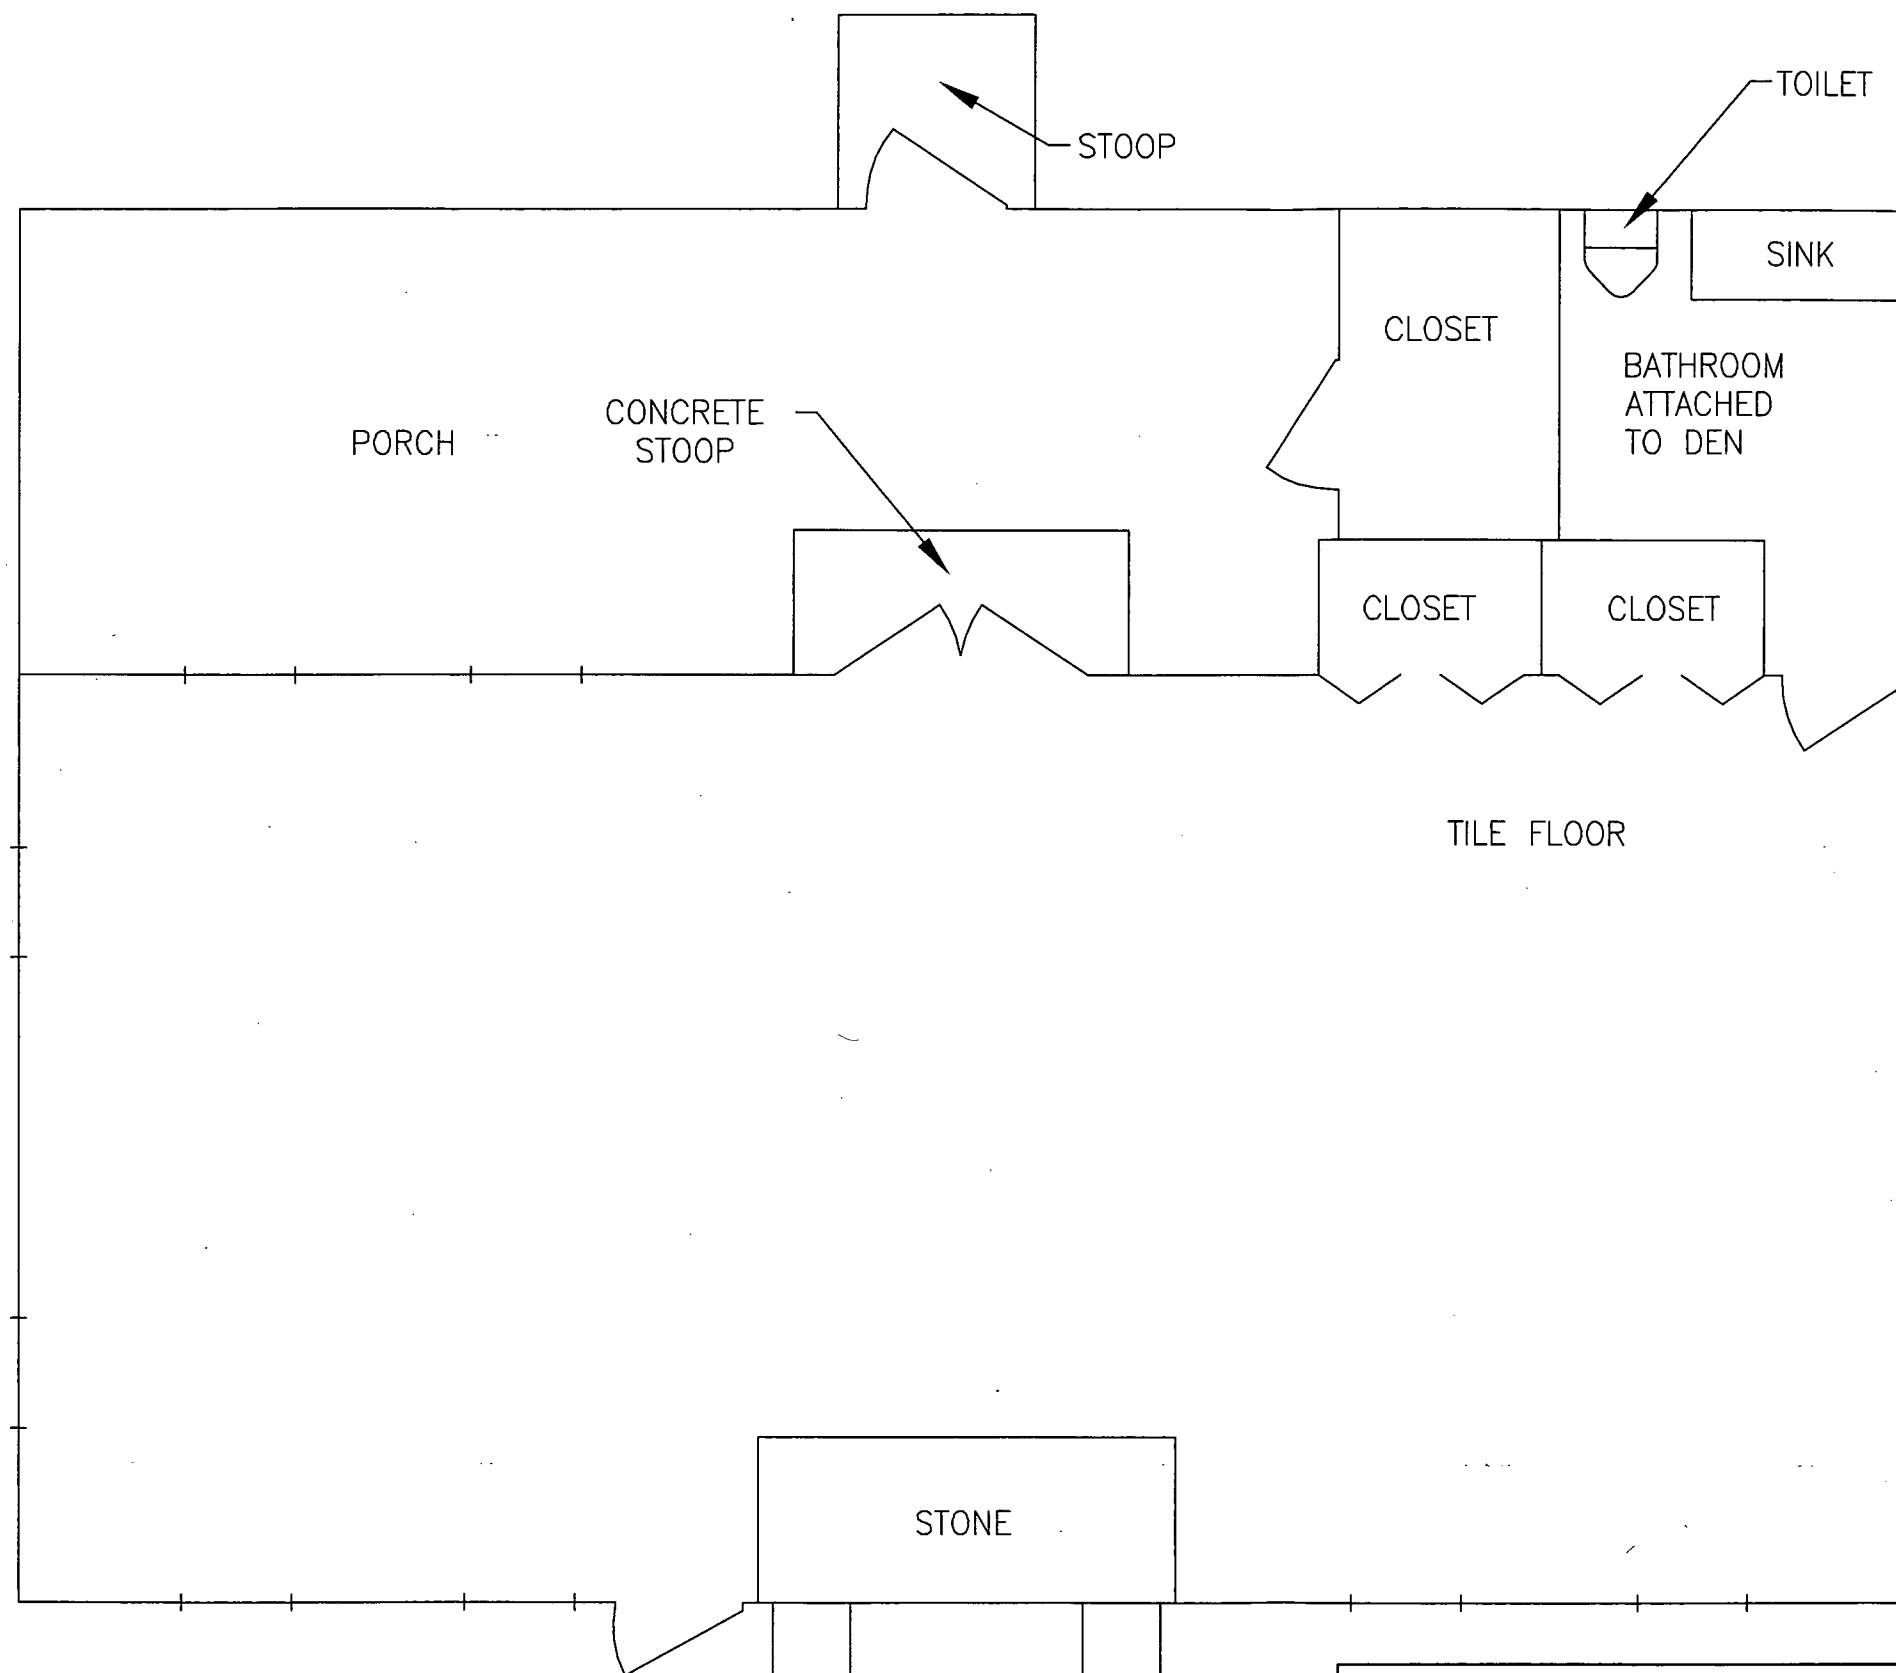 TOILET
STOOP
SINK
CLOSET
BATHROOM
ATTACHED
TO DEN
CONCRETE
STOOP
PORCH
CLOSET
CLOSET
TILE FLOOR
STONE